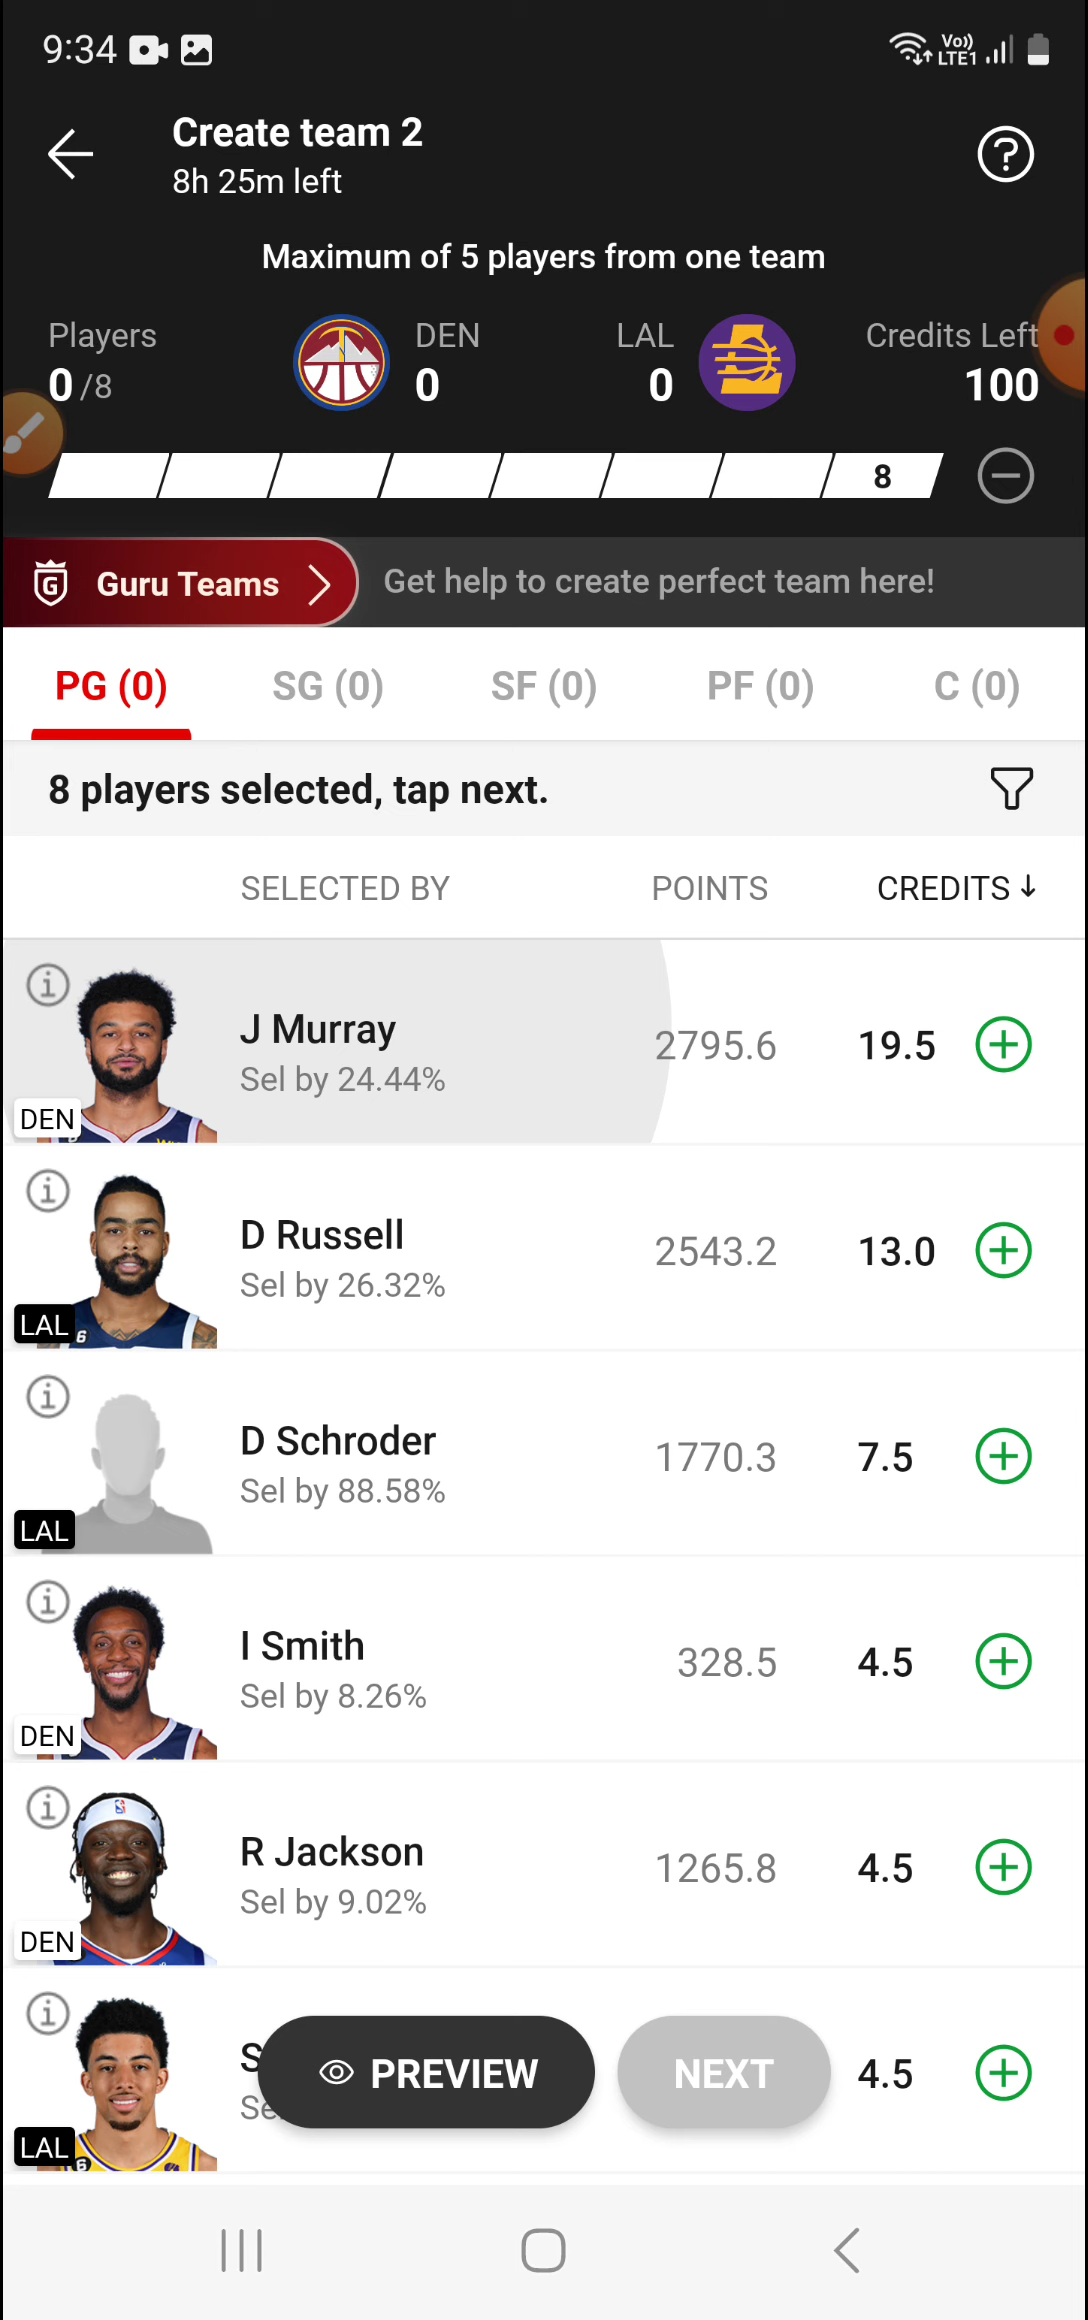 9:34
Vo))
LTE1
Create team 2
8h 25m left
Maximum of 5 players from one team
Players
0/8
DEN
0
LAL
0
Credits Left
100
8
G Guru Teams
Get help to create perfect team here!
PG (0) SG (0) SF (0) PF (0) C (0)
8 players selected, tap next.
SELECTED BY POINTS CREDITS ↓
J Murray
Sel by 24.44%
2795.6 19.5
DEN
D Russell
Sel by 26.32%
2543.2 13.0
LAL 6
D Schroder
Sel by 88.58%
1770.3 7.5
LAL
I Smith
Sel by 8.26%
328.5 4.5
DEN
R Jackson
Sel by 9.02%
1265.8 4.5
DEN
PREVIEW NEXT 4.5
LAL 6